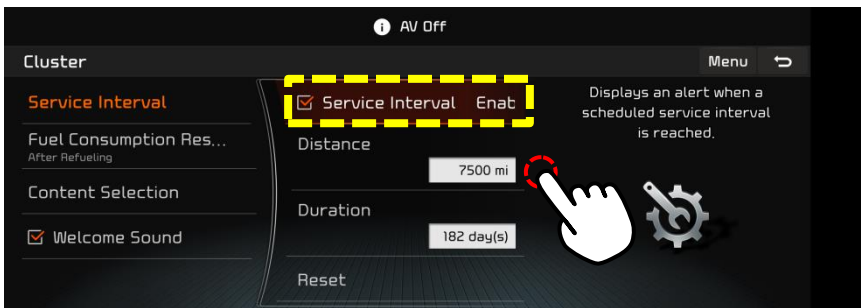 AV Off
Cluster
Menu
Service Interval
Fuel Consumption Res...
After Refueling
Content Selection
Welcome Sound
Service Interval Enab
Distance
7500 mi
Duration
182 day(s)
Reset
Displays an alert when a
scheduled service interval
is reached.